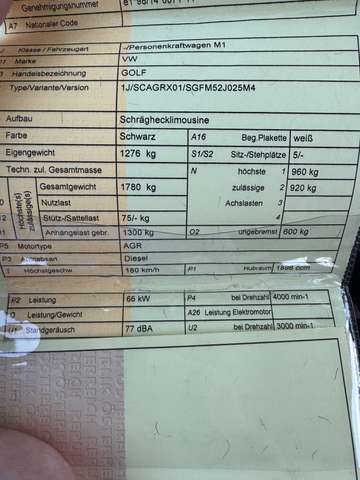 Genehmigungsnummer
A7 Nationaler Code
Klasse / Fahrzeugart -/Personenkraftwagen M1
Marke VW
Handelsbezeichnung GOLF
Type/Variante/Version 1J/SCAGRX01/SGFM52J025M4
Aufbau Schräghecklimousine
Farbe Schwarz A16 Beg.Plakette weiß
Eigengewicht 1276 kg S1/S2 Sitz-/Stehplätze 5/-
Techn. zul. Gesamtmasse N höchste 1 960 kg
Höchste(s) zulässige(s) Gesamtgewicht 1780 kg zulässige 2 920 kg
Nutzlast Achslasten 3
Stütz-/Sattellast 75/- kg 4
Anhängelast gebr. 1300 kg O2 ungebremst 600 kg
P5 Motortype AGR
P3 Diesel
Höchstgeschw. 180 km/h P1 Hubraum 1896 ccm
P2 Leistung 66 kW P4 bei Drehzahl 4000 min-1
Leistung/Gewicht A26 Leistung Elektromotor
U1 Standgeräusch 77 dBA U2 bei Drehzahl 3000 min-1